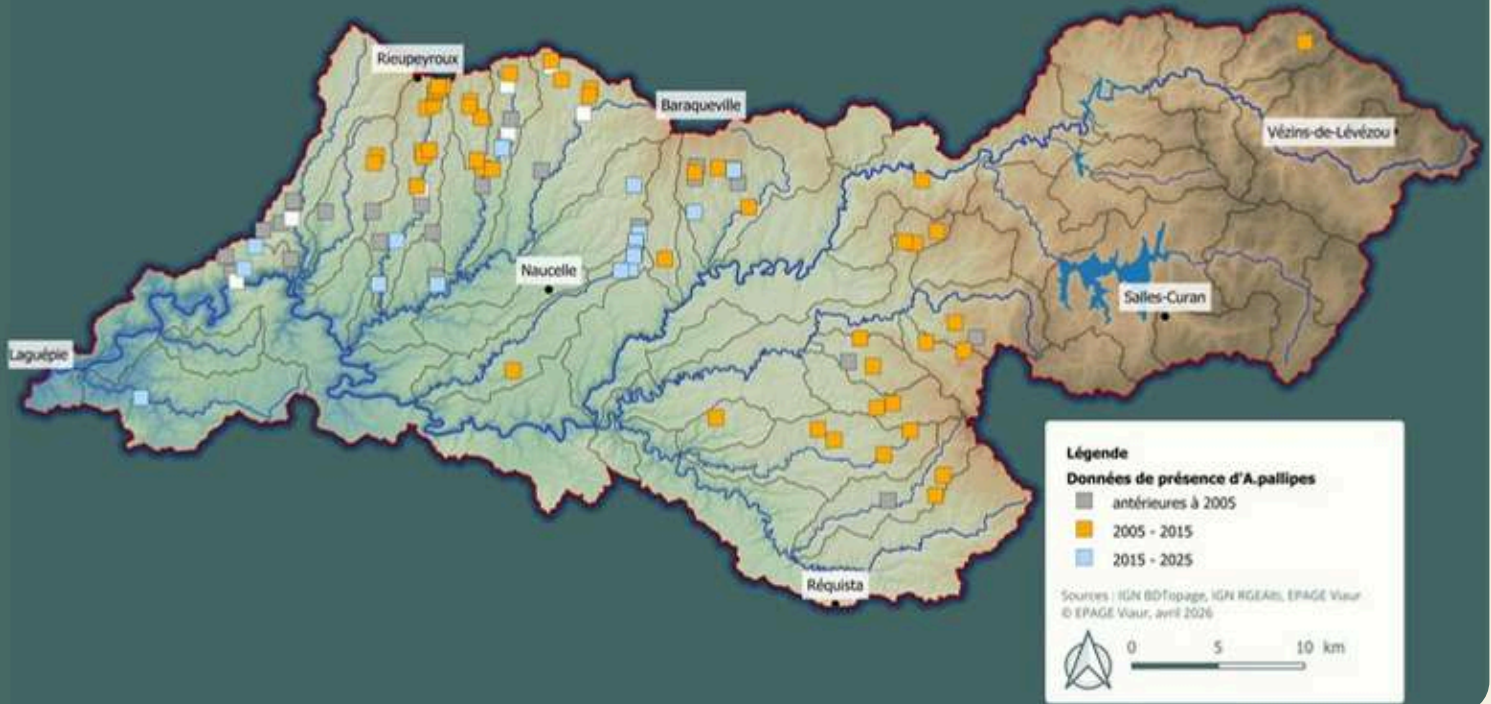 Rieupeyroux
Baraqueville
Vézins-de-Lévézou
Naucelle
Salles-Curan
Laguépie
Réquista
Légende
Données de présence d'A.pallipes
antérieures à 2005
2005 - 2015
2015 - 2025
Sources : IGN BDTopage, IGN RGEAlti, EPAGE Viaur
© EPAGE Viaur, avril 2026
0 5 10 km